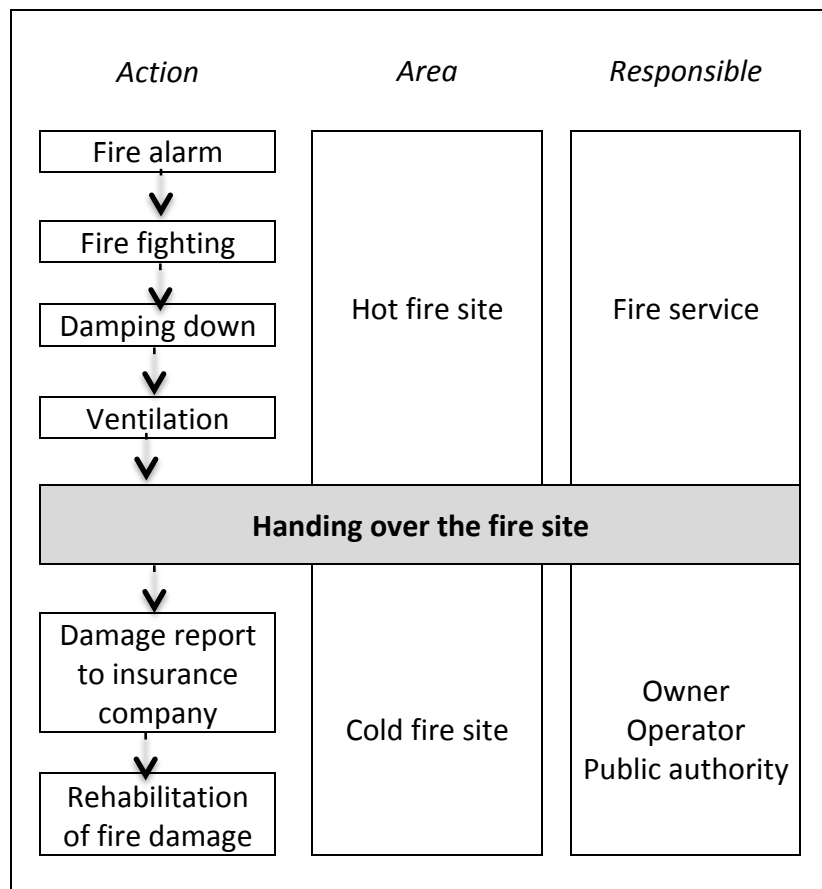 Action
Area
Responsible
Fire alarm
Fire fighting
Damping down
Ventilation
Hot fire site
Fire service
Handing over the fire site
Damage report
to insurance
company
Rehabilitation
of fire damage
Cold fire site
Owner
Operator
Public authority